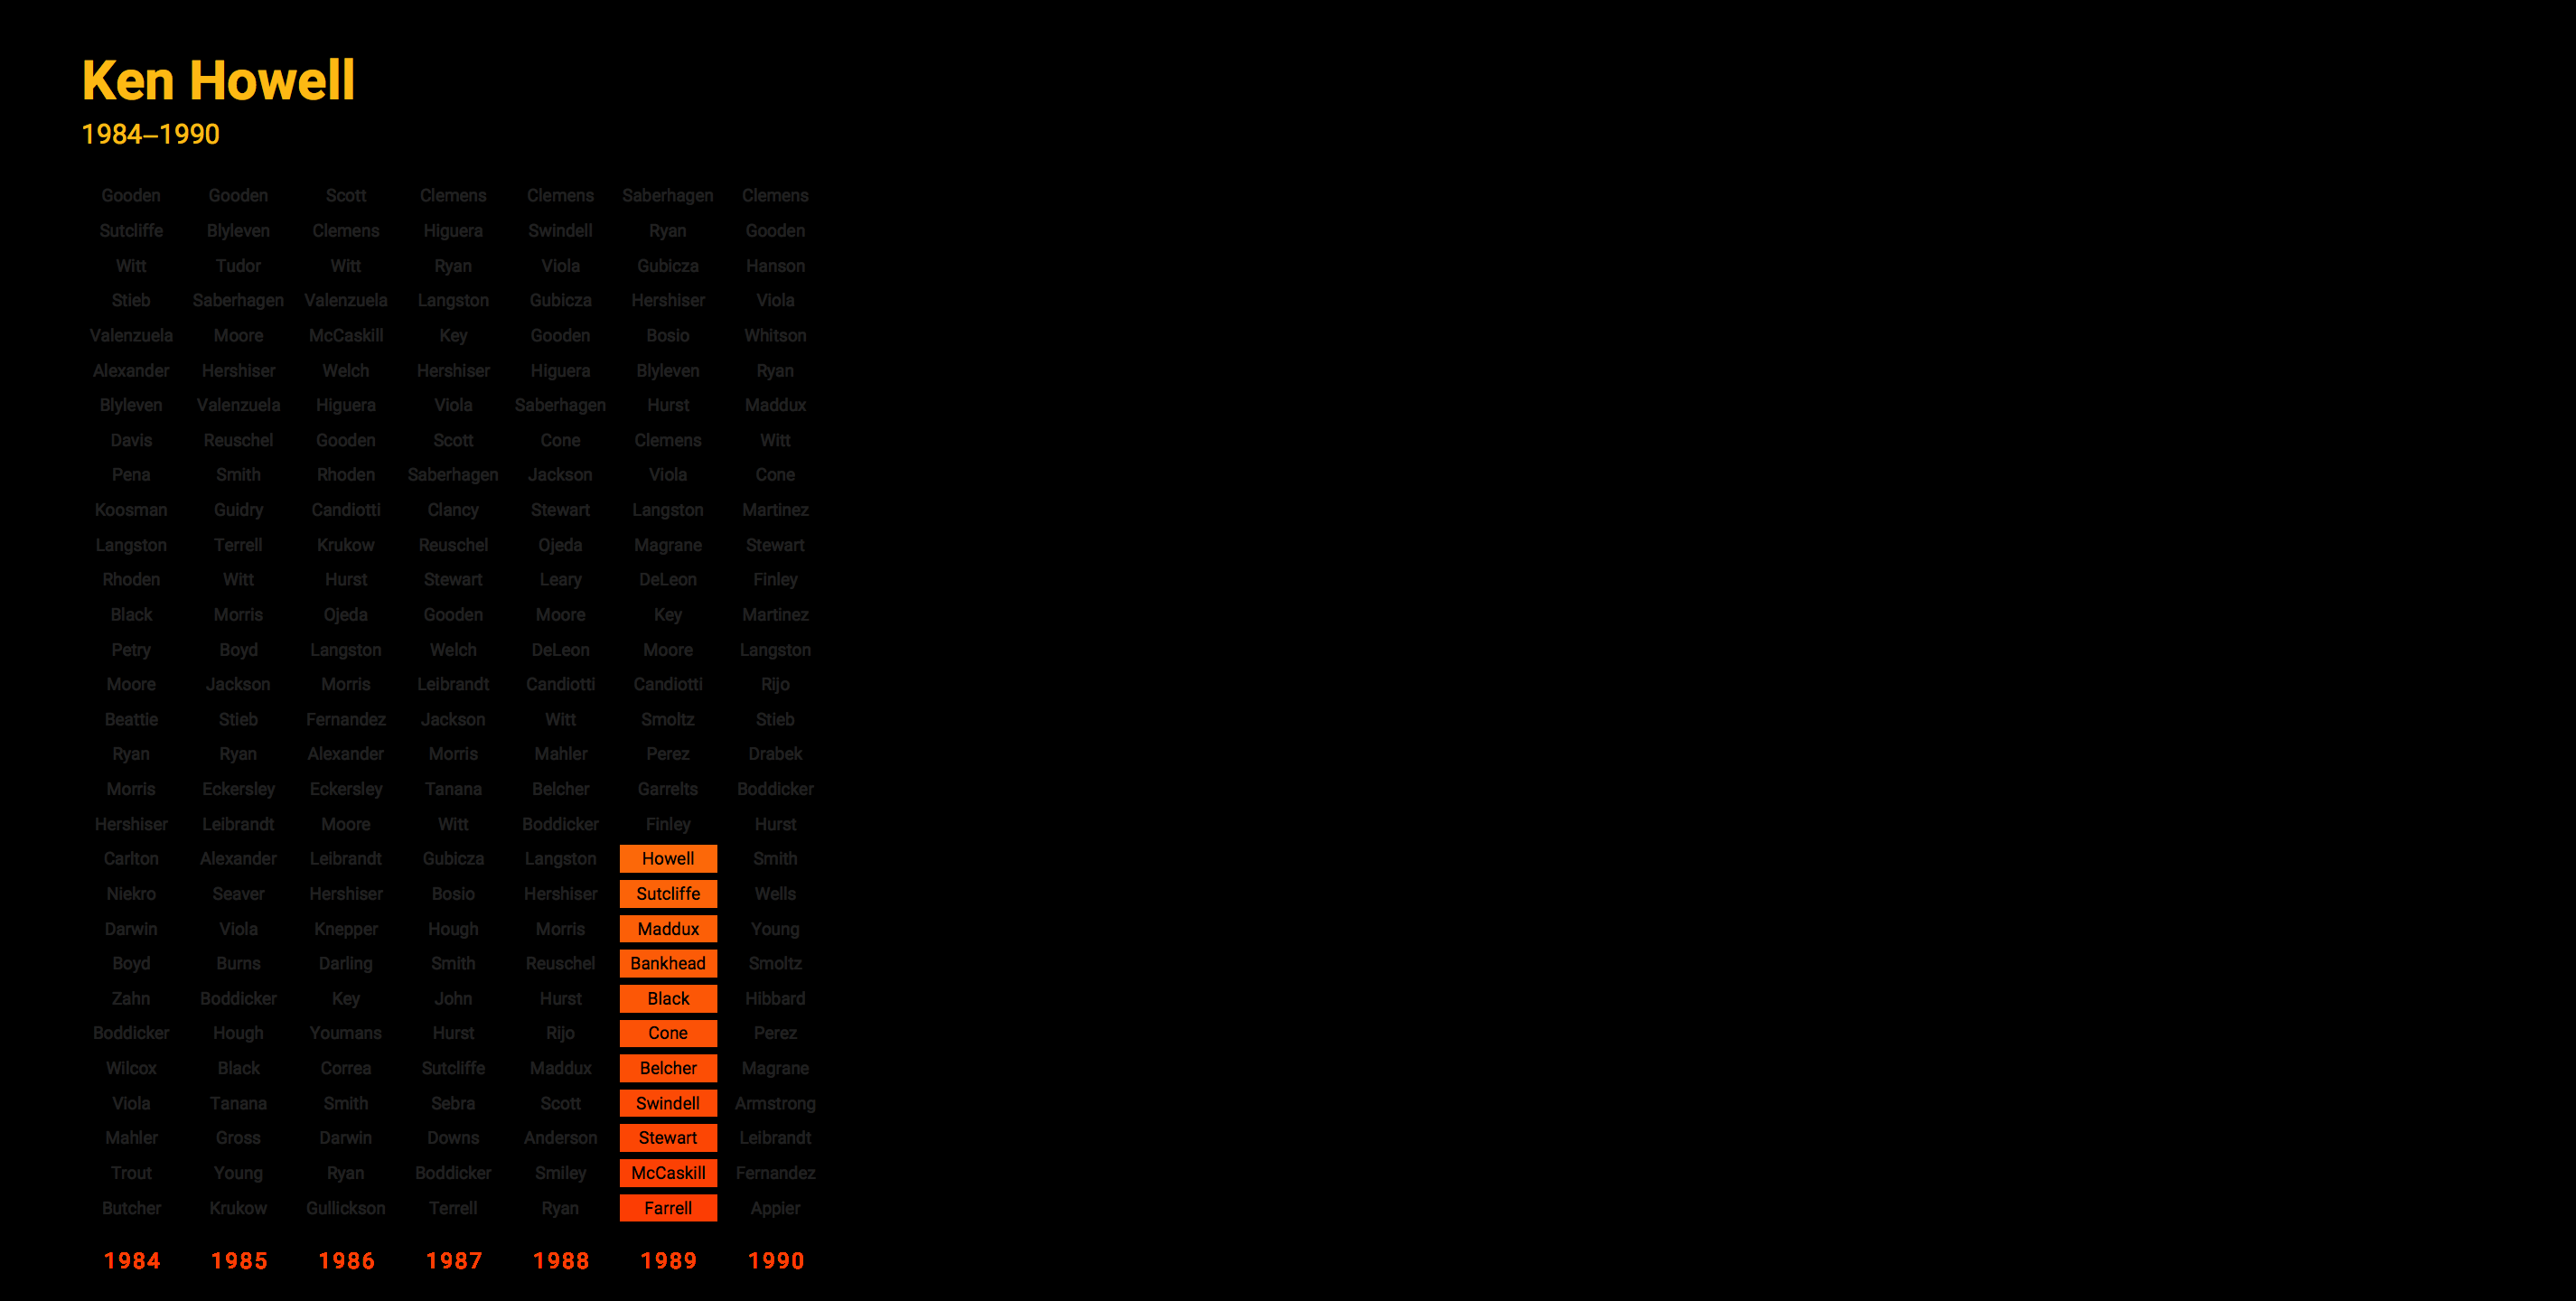 Ken Howell
1984–1990
Gooden Gooden Scott Clemens Clemens Saberhagen Clemens
Sutcliffe Blyleven Clemens Higuera Swindell Ryan Gooden
Witt Tudor Witt Ryan Viola Gubicza Hanson
Stieb Saberhagen Valenzuela Langston Gubicza Hershiser Viola
Valenzuela Moore McCaskill Key Gooden Bosio Whitson
Alexander Hershiser Welch Hershiser Higuera Blyleven Ryan
Blyleven Valenzuela Higuera Viola Saberhagen Hurst Maddux
Davis Reuschel Gooden Scott Cone Clemens Witt
Pena Smith Rhoden Saberhagen Jackson Viola Cone
Koosman Guidry Candiotti Clancy Stewart Langston Martinez
Langston Terrell Krukow Reuschel Ojeda Magrane Stewart
Rhoden Witt Hurst Stewart Leary DeLeon Finley
Black Morris Ojeda Gooden Moore Key Martinez
Petry Boyd Langston Welch DeLeon Moore Langston
Moore Jackson Morris Leibrandt Candiotti Candiotti Rijo
Beattie Stieb Fernandez Jackson Witt Smoltz Stieb
Ryan Ryan Alexander Morris Mahler Perez Drabek
Morris Eckersley Eckersley Tanana Belcher Garrelts Boddicker
Hershiser Leibrandt Moore Witt Boddicker Finley Hurst
Carlton Alexander Leibrandt Gubicza Langston Howell Smith
Niekro Seaver Hershiser Bosio Hershiser Sutcliffe Wells
Darwin Viola Knepper Hough Morris Maddux Young
Boyd Burns Darling Smith Reuschel Bankhead Smoltz
Zahn Boddicker Key John Hurst Black Hibbard
Boddicker Hough Youmans Hurst Rijo Cone Perez
Wilcox Black Correa Sutcliffe Maddux Belcher Magrane
Viola Tanana Smith Sebra Scott Swindell Armstrong
Mahler Gross Darwin Downs Anderson Stewart Leibrandt
Trout Young Ryan Boddicker Smiley McCaskill Fernandez
Butcher Krukow Gullickson Terrell Ryan Farrell Appier
1984 1985 1986 1987 1988 1989 1990